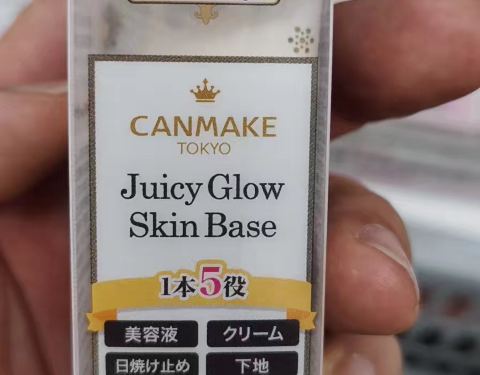 CANMAKE
TOKYO
Juicy Glow
Skin Base
1本5役
美容液 クリーム
日焼け止め 下地